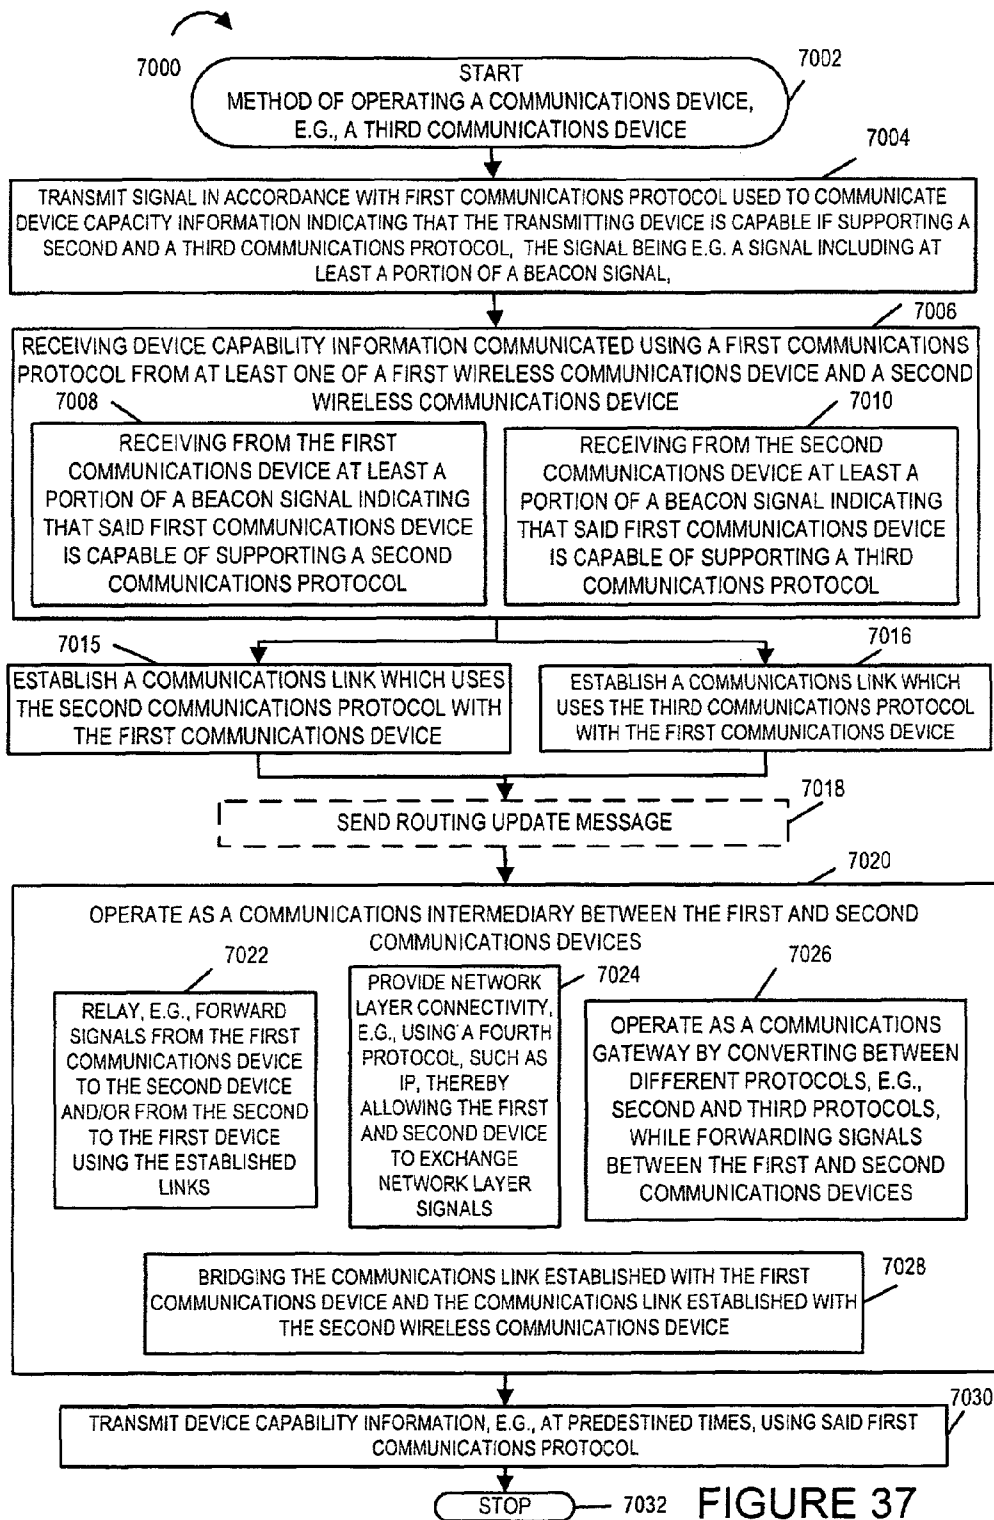 7000
7002
START
METHOD OF OPERATING A COMMUNICATIONS DEVICE,
E.G., A THIRD COMMUNICATIONS DEVICE
7004
TRANSMIT SIGNAL IN ACCORDANCE WITH FIRST COMMUNICATIONS PROTOCOL USED TO COMMUNICATE
DEVICE CAPACITY INFORMATION INDICATING THAT THE TRANSMITTING DEVICE IS CAPABLE IF SUPPORTING A
SECOND AND A THIRD COMMUNICATIONS PROTOCOL, THE SIGNAL BEING E.G. A SIGNAL INCLUDING AT
LEAST A PORTION OF A BEACON SIGNAL,
7006
RECEIVING DEVICE CAPABILITY INFORMATION COMMUNICATED USING A FIRST COMMUNICATIONS
PROTOCOL FROM AT LEAST ONE OF A FIRST WIRELESS COMMUNICATIONS DEVICE AND A SECOND
WIRELESS COMMUNICATIONS DEVICE
7008
RECEIVING FROM THE FIRST
COMMUNICATIONS DEVICE AT LEAST A
PORTION OF A BEACON SIGNAL INDICATING
THAT SAID FIRST COMMUNICATIONS DEVICE
IS CAPABLE OF SUPPORTING A SECOND
COMMUNICATIONS PROTOCOL
7010
RECEIVING FROM THE SECOND
COMMUNICATIONS DEVICE AT LEAST A
PORTION OF A BEACON SIGNAL INDICATING
THAT SAID FIRST COMMUNICATIONS DEVICE
IS CAPABLE OF SUPPORTING A THIRD
COMMUNICATIONS PROTOCOL
7015
ESTABLISH A COMMUNICATIONS LINK WHICH USES
THE SECOND COMMUNICATIONS PROTOCOL WITH
THE FIRST COMMUNICATIONS DEVICE
7016
ESTABLISH A COMMUNICATIONS LINK WHICH
USES THE THIRD COMMUNICATIONS PROTOCOL
WITH THE FIRST COMMUNICATIONS DEVICE
7018
SEND ROUTING UPDATE MESSAGE
7020
OPERATE AS A COMMUNICATIONS INTERMEDIARY BETWEEN THE FIRST AND SECOND
COMMUNICATIONS DEVICES
7022
RELAY, E.G., FORWARD
SIGNALS FROM THE FIRST
COMMUNICATIONS DEVICE
TO THE SECOND DEVICE
AND/OR FROM THE SECOND
TO THE FIRST DEVICE
USING THE ESTABLISHED
LINKS
7024
PROVIDE NETWORK
LAYER CONNECTIVITY,
E.G., USING A FOURTH
PROTOCOL, SUCH AS
IP, THEREBY
ALLOWING THE FIRST
AND SECOND DEVICE
TO EXCHANGE
NETWORK LAYER
SIGNALS
7026
OPERATE AS A COMMUNICATIONS
GATEWAY BY CONVERTING BETWEEN
DIFFERENT PROTOCOLS, E.G.,
SECOND AND THIRD PROTOCOLS,
WHILE FORWARDING SIGNALS
BETWEEN THE FIRST AND SECOND
COMMUNICATIONS DEVICES
7028
BRIDGING THE COMMUNICATIONS LINK ESTABLISHED WITH THE FIRST
COMMUNICATIONS DEVICE AND THE COMMUNICATIONS LINK ESTABLISHED WITH
THE SECOND WIRELESS COMMUNICATIONS DEVICE
7030
TRANSMIT DEVICE CAPABILITY INFORMATION, E.G., AT PREDESTINED TIMES, USING SAID FIRST
COMMUNICATIONS PROTOCOL
STOP
7032
FIGURE 37